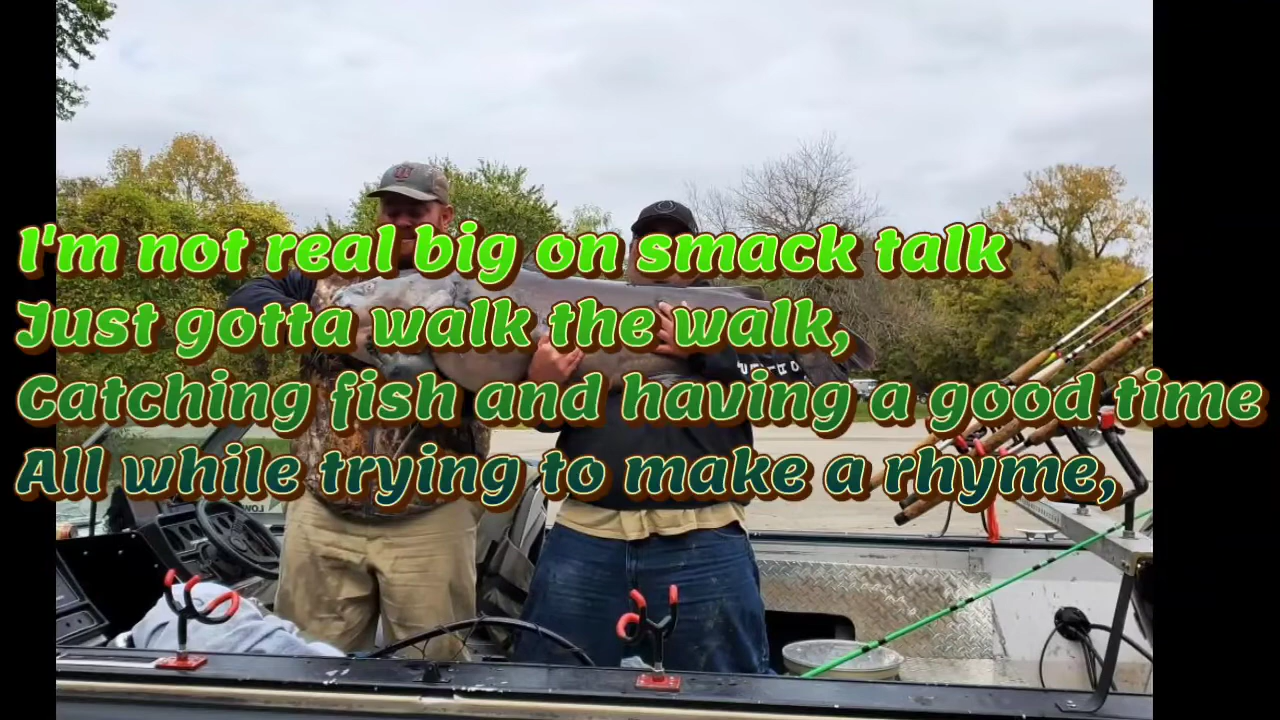 I'm not real big on smack talk
Just gotta walk the walk,
Catching fish and having a good time
All while trying to make a rhyme,